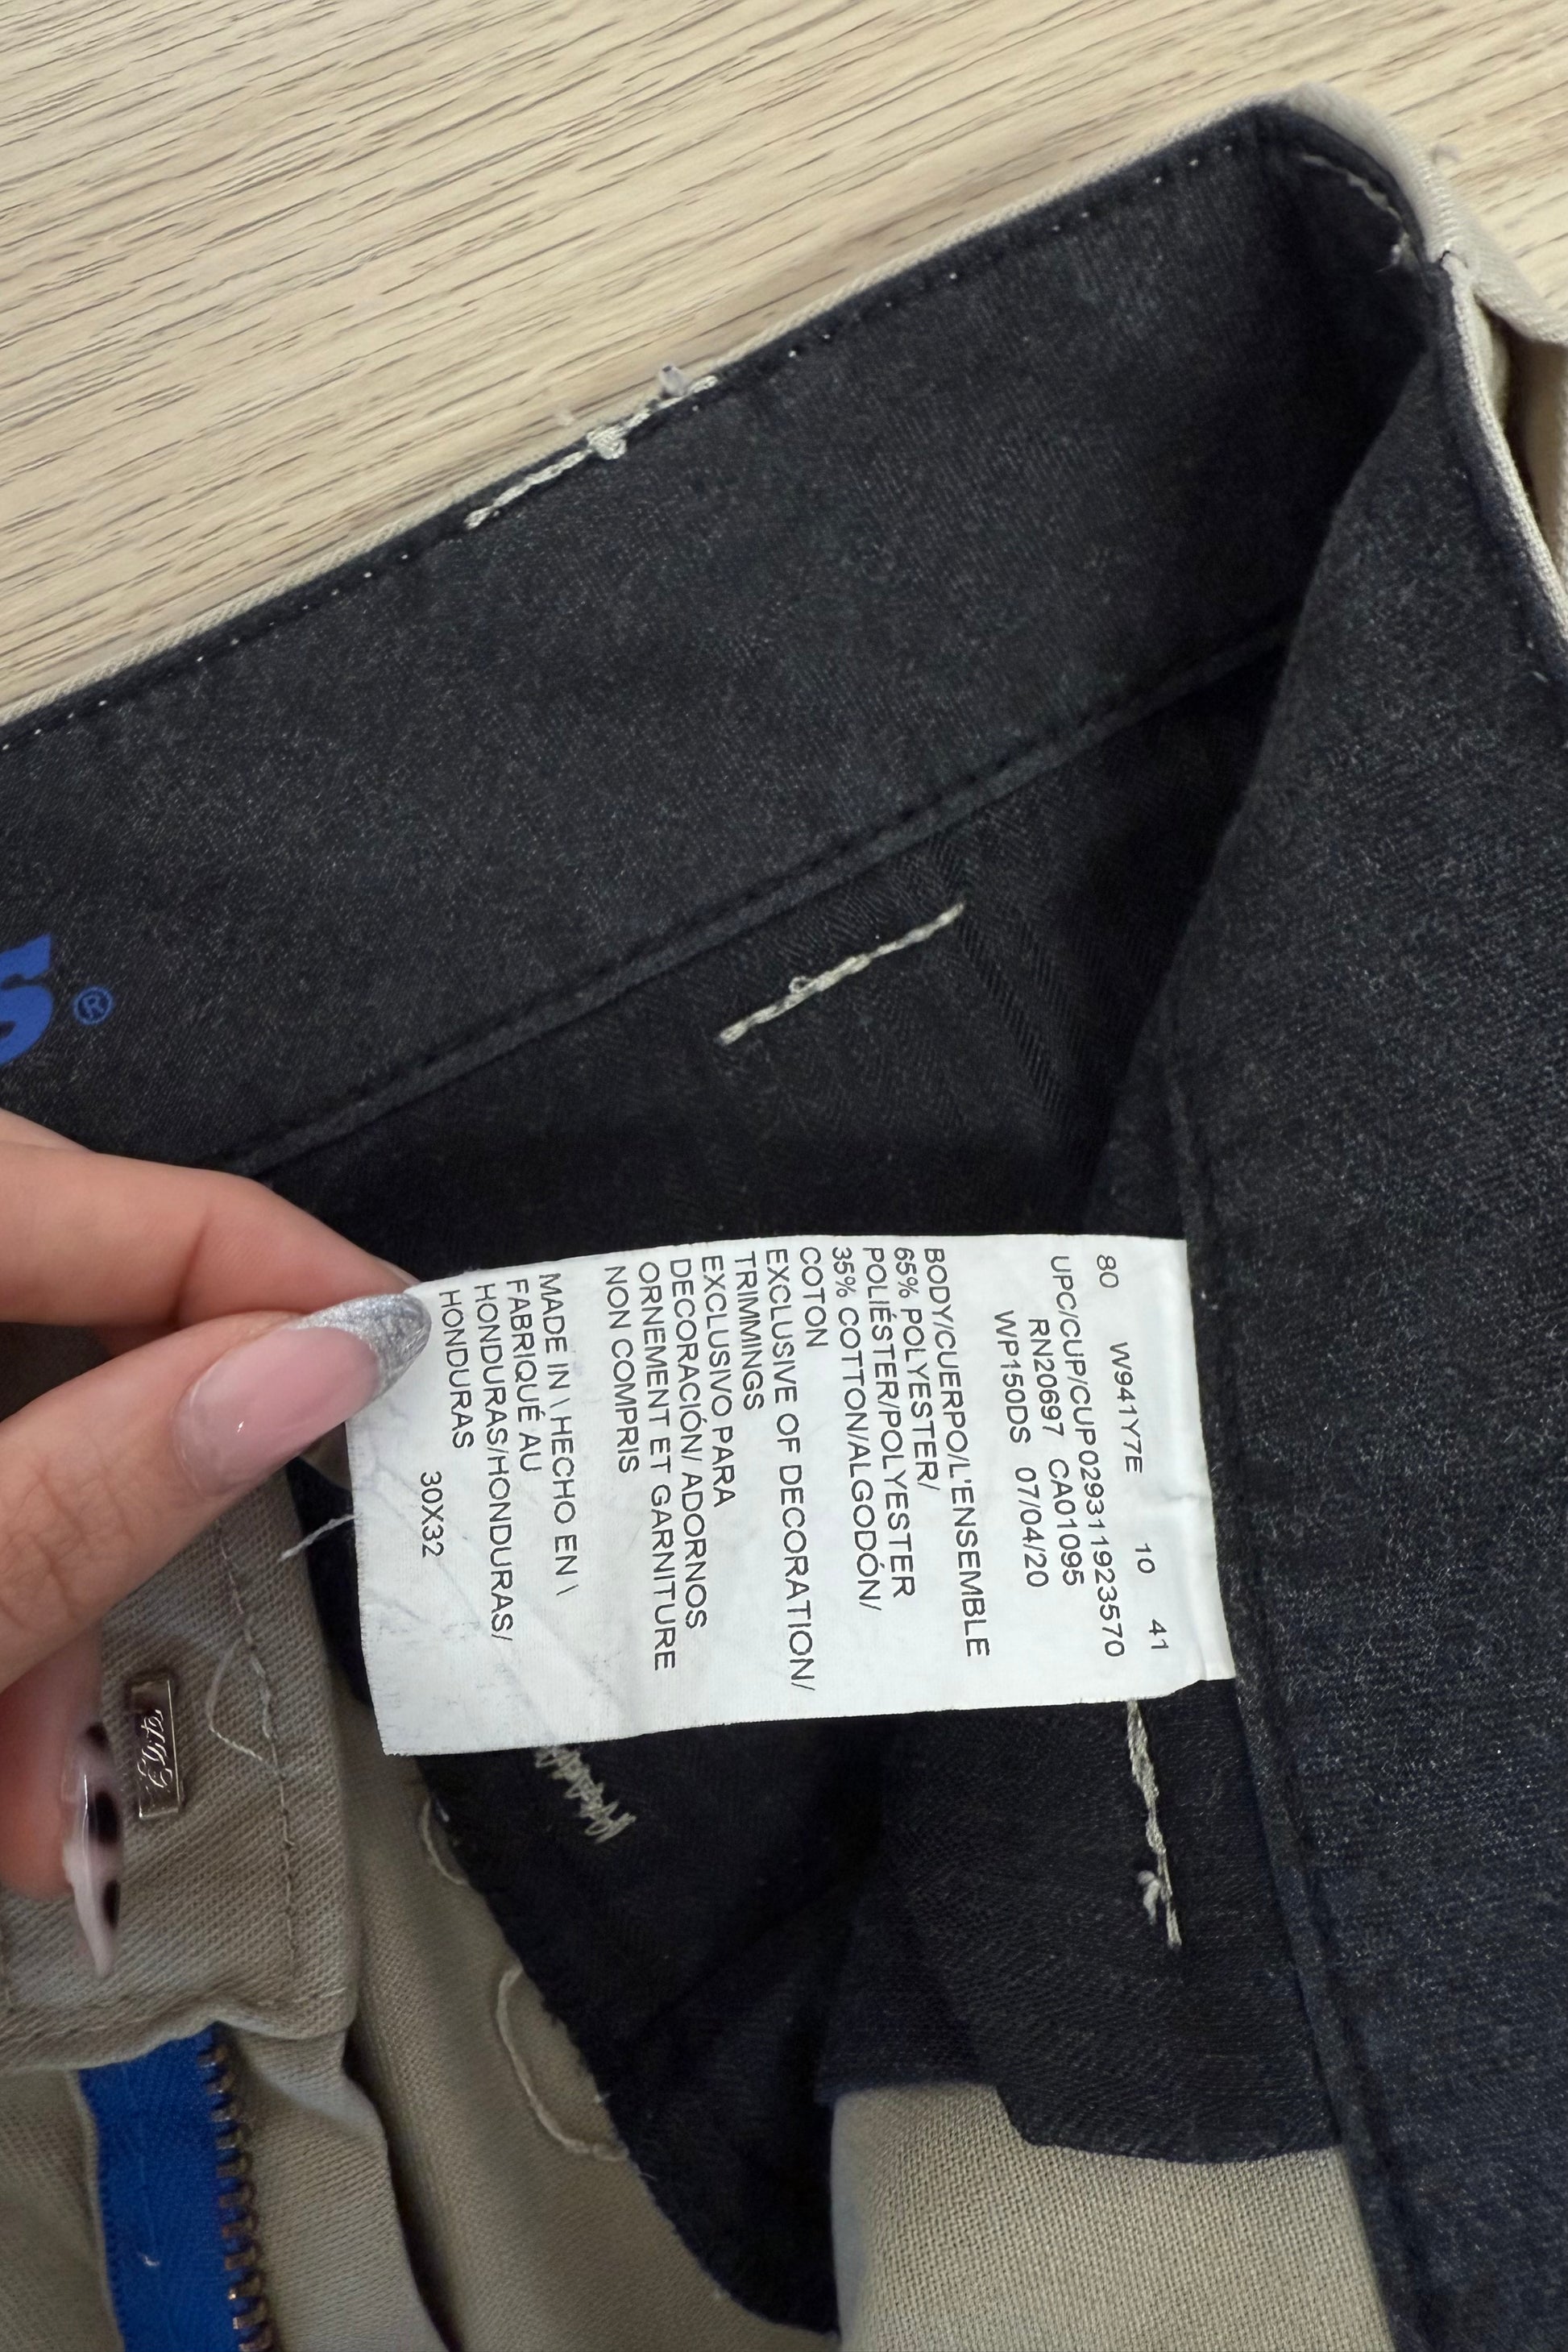 s®
80 W941Y7E 10 41
UPC/CUP/CUP029311923570
RN20697 CA01095
WP150DS 07/04/20
BODY/CUERPO/L'ENSEMBLE
65% POLYESTER/
POLIÉSTER/POLYESTER
35% COTTON/ALGODÓN/
COTON
EXCLUSIVE OF DECORATION/
TRIMMINGS
EXCLUSIVO PARA
DECORACIÓN/ ADORNOS
ORNEMENT ET GARNITURE
NON COMPRIS
MADE IN \ HECHO EN \
FABRIQUÉ AU
HONDURAS/HONDURAS/
HONDURAS
30X32